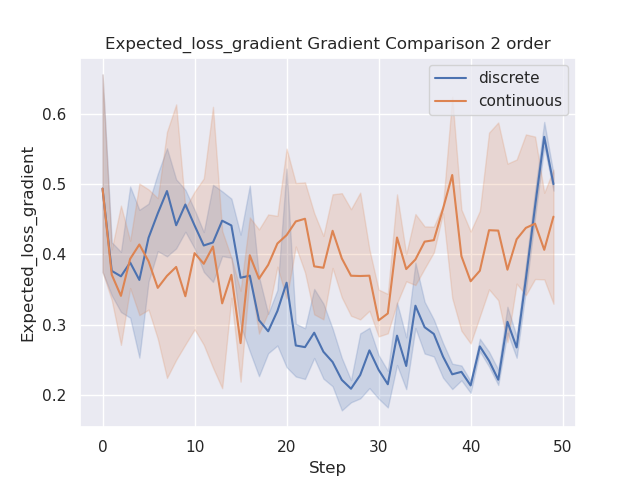 Expected_loss_gradient Gradient Comparison 2 order
discrete
continuous
Expected_loss_gradient
0.6
0.5
0.4
0.3
0.2
0 10 20 30 40 50
Step